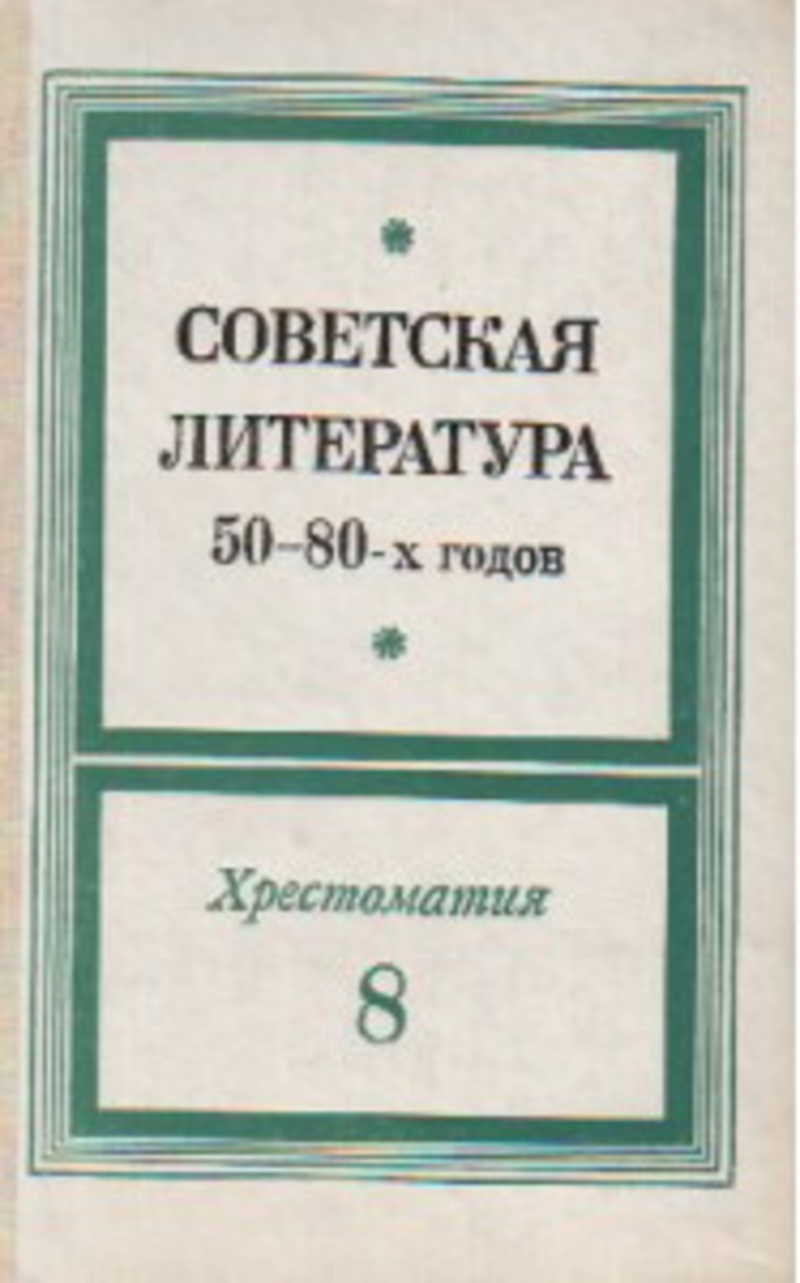 СОВЕТСКАЯ
ЛИТЕРАТУРА
50-80-х годов
Хрестоматия
8